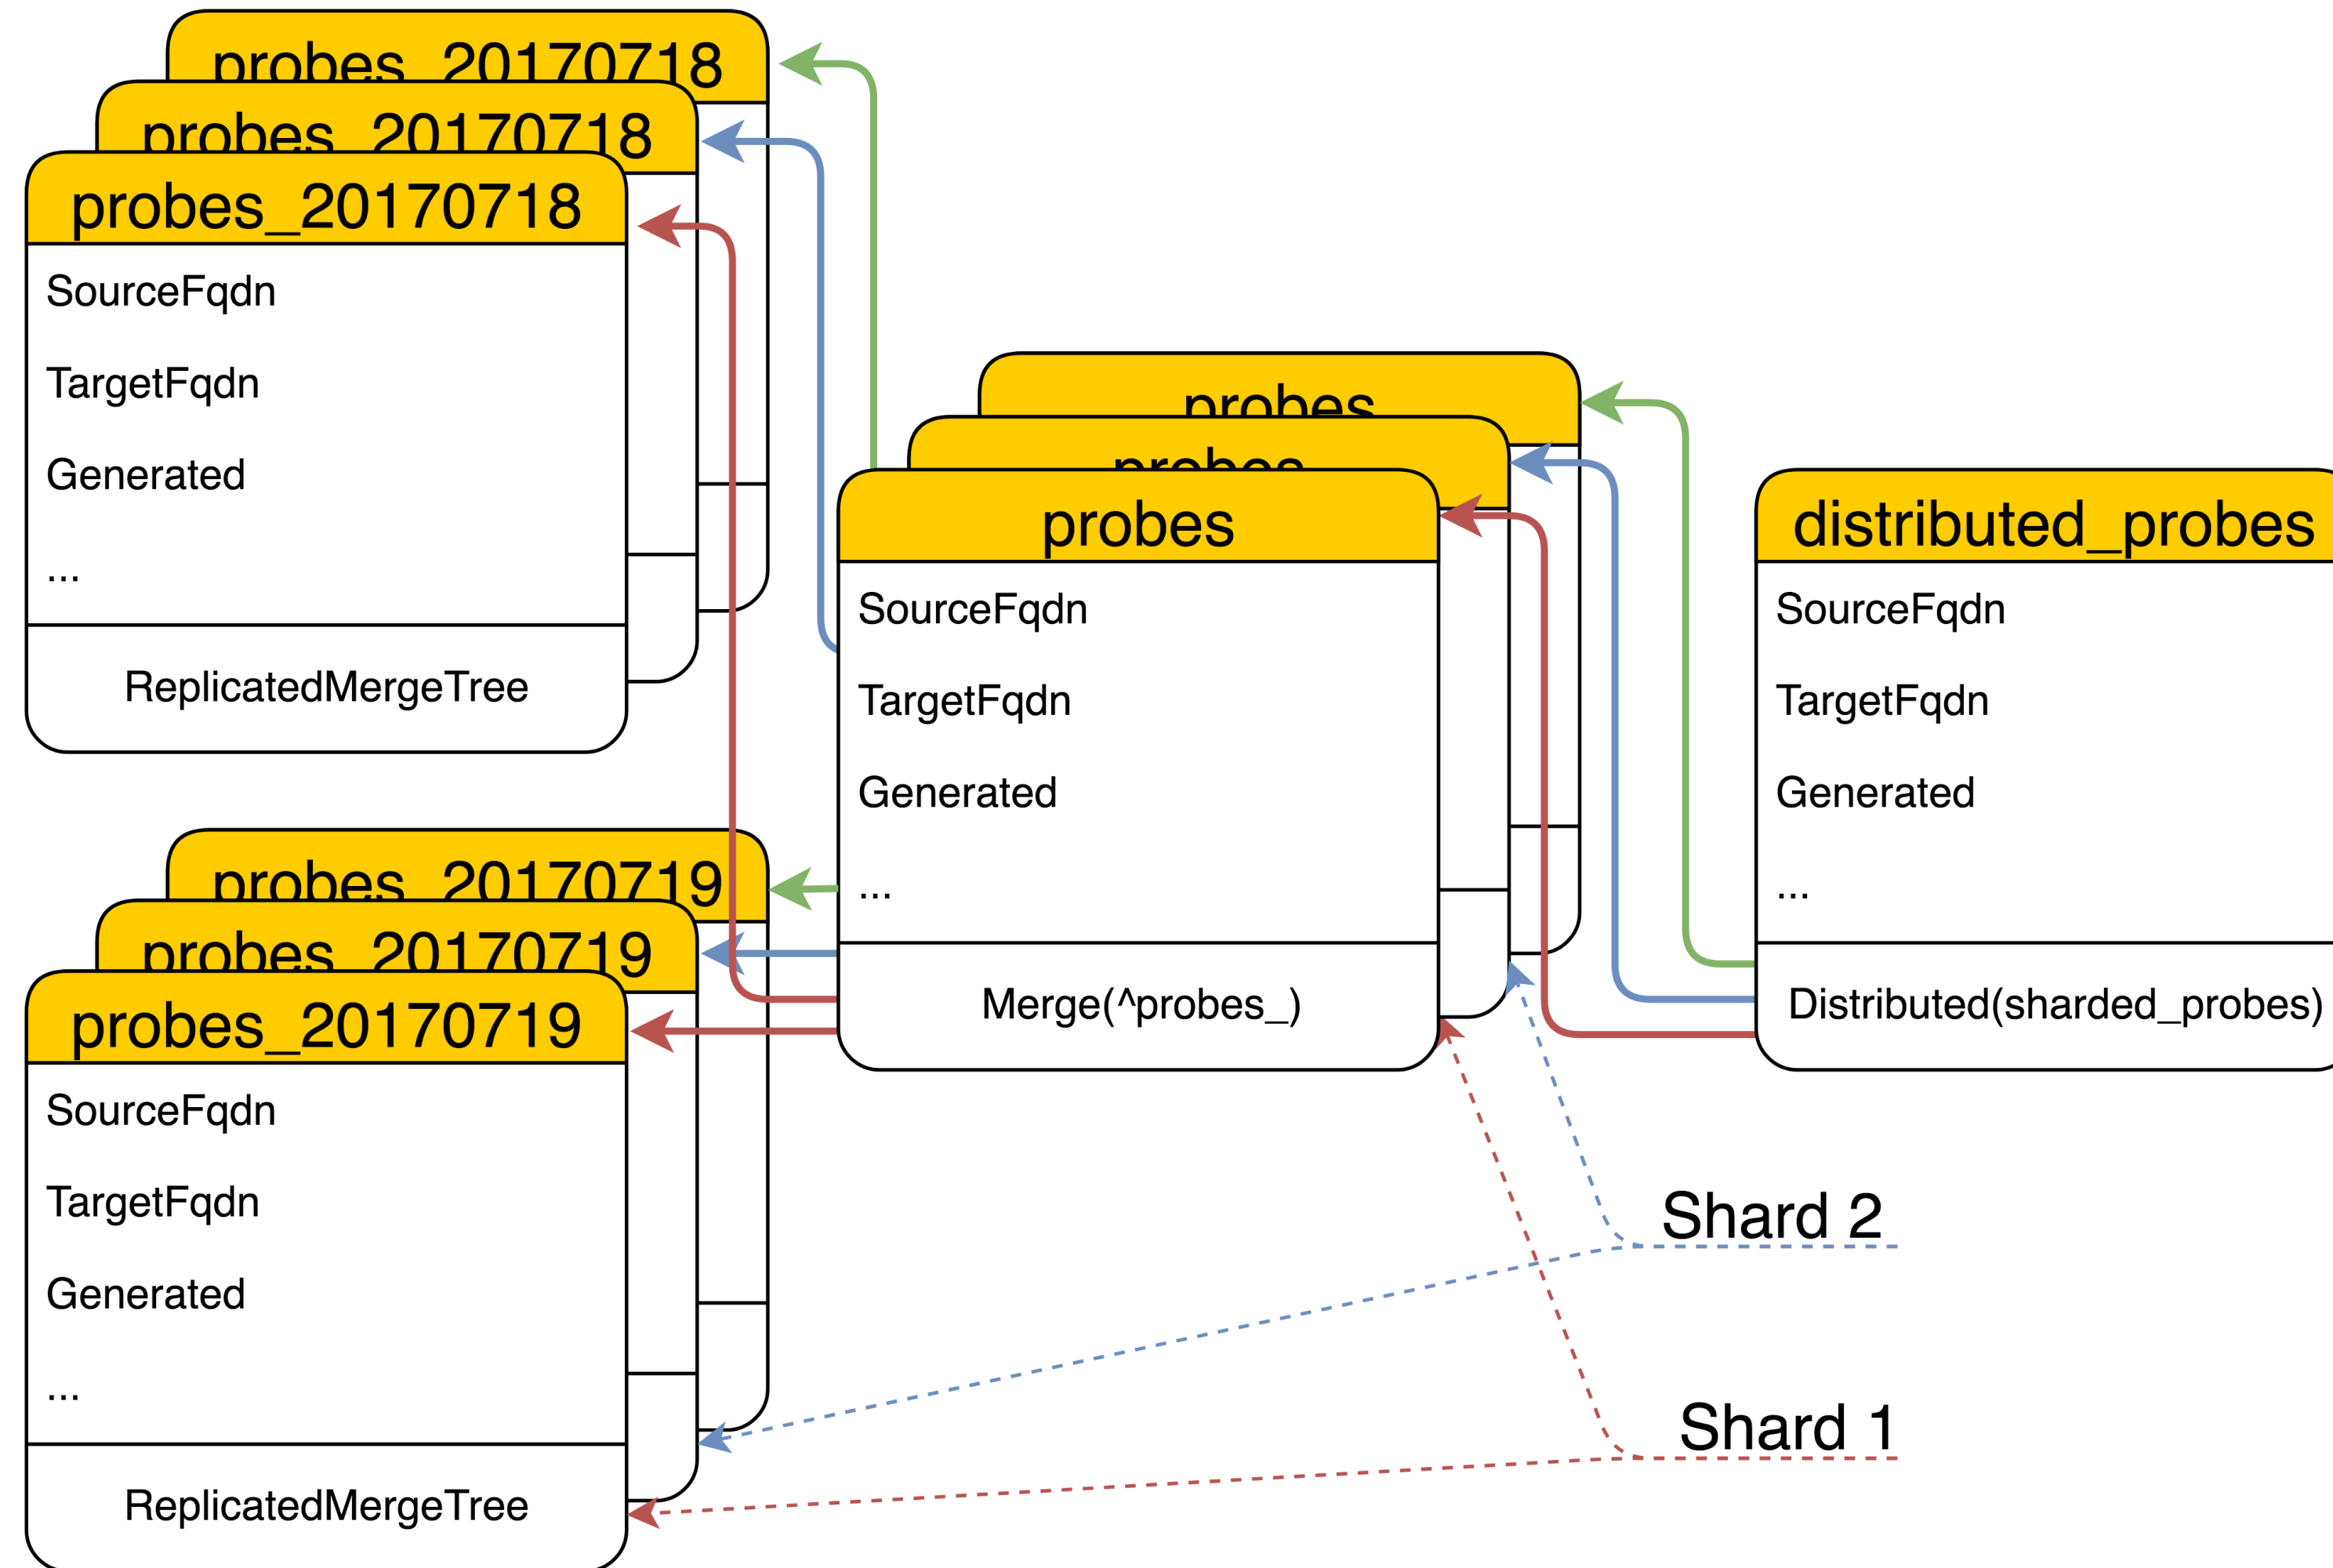 probes_20170718
probes_20170718
probes_20170718
SourceFqdn
TargetFqdn
Generated
...
ReplicatedMergeTree
probes_20170719
probes_20170719
probes_20170719
SourceFqdn
TargetFqdn
Generated
...
ReplicatedMergeTree
probes
probes
probes
SourceFqdn
TargetFqdn
Generated
...
Merge(^probes_)
distributed_probes
SourceFqdn
TargetFqdn
Generated
...
Distributed(sharded_probes)
Shard 2
Shard 1